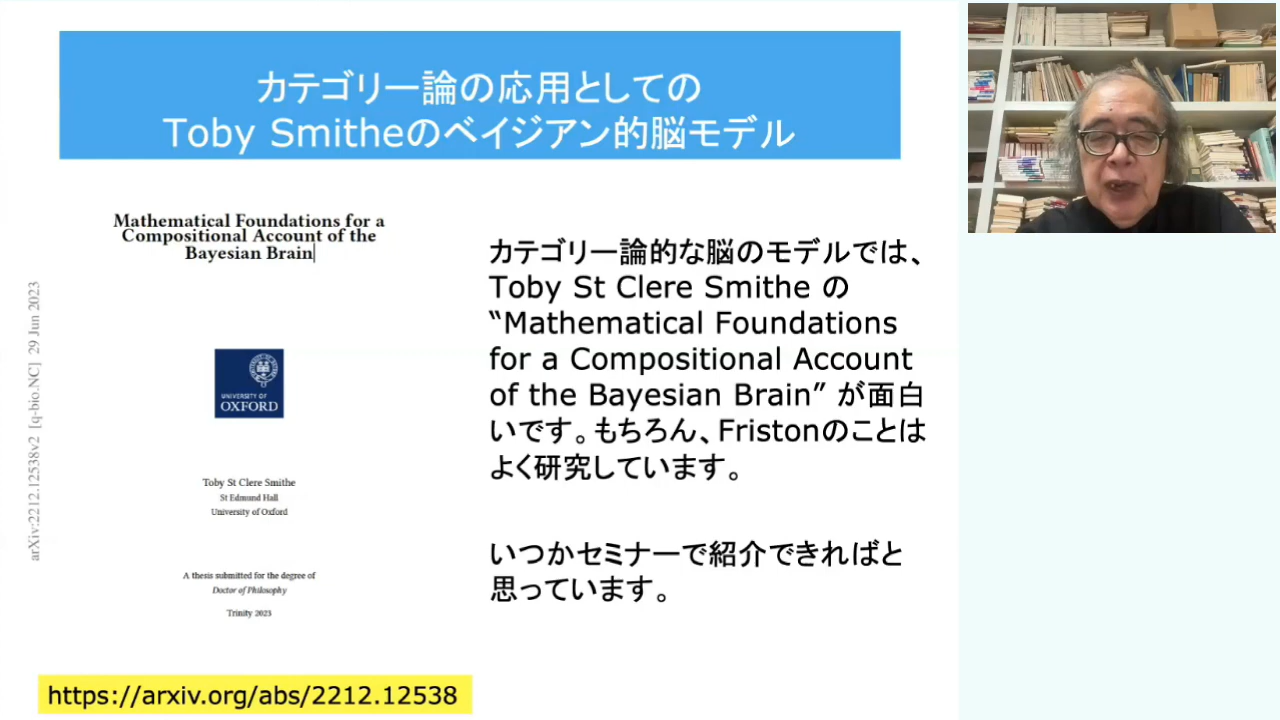 カテゴリー論の応用としての
Toby Smitheのベイジアン的脳モデル
Mathematical Foundations for a
Compositional Account of the
Bayesian Brain
arXiv:2212.12538v2 [q-bio.NC] 29 Jun 2023
UNIVERSITY OF
OXFORD
Toby St Clere Smithe
St Edmund Hall
University of Oxford
A thesis submitted for the degree of
Doctor of Philosophy
Trinity 2023
カテゴリー論的な脳のモデルでは、
Toby St Clere Smithe の
“Mathematical Foundations
for a Compositional Account
of the Bayesian Brain” が面白
いです。もちろん、Fristonのことは
よく研究しています。
いつかセミナーで紹介できればと
思っています。
https://arxiv.org/abs/2212.12538